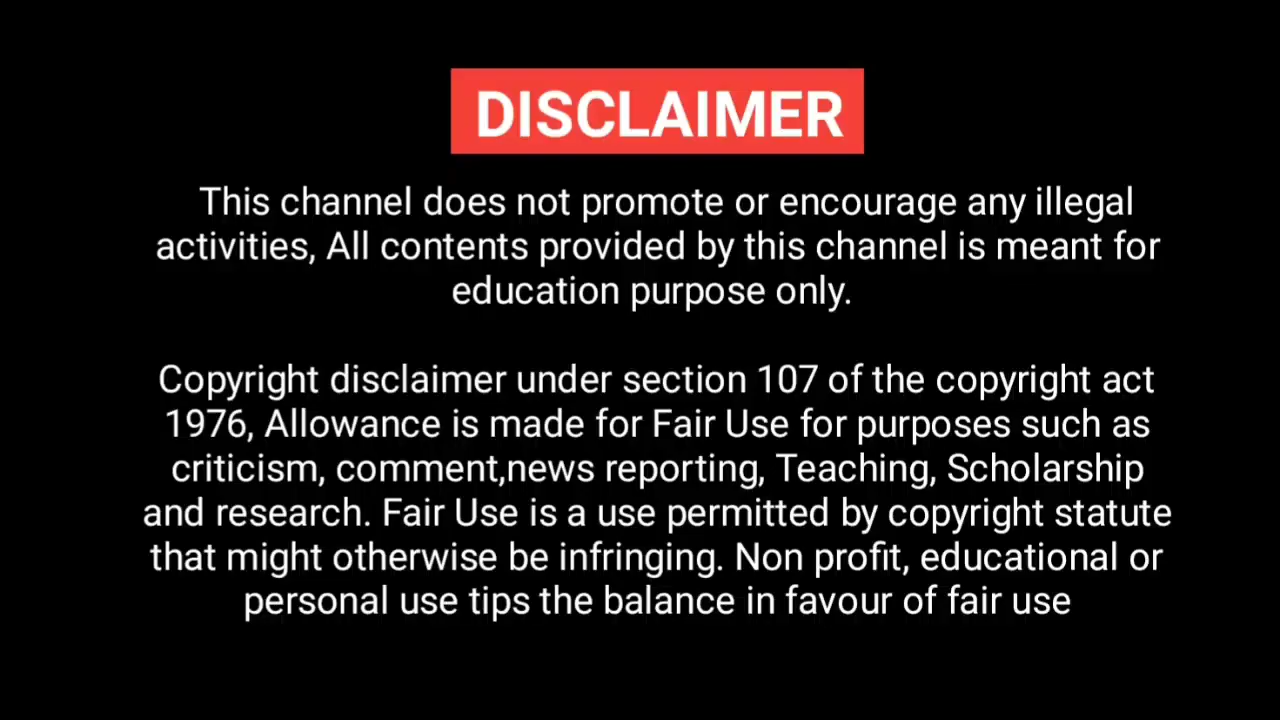 DISCLAIMER
This channel does not promote or encourage any illegal
activities, All contents provided by this channel is meant for
education purpose only.
Copyright disclaimer under section 107 of the copyright act
1976, Allowance is made for Fair Use for purposes such as
criticism, comment,news reporting, Teaching, Scholarship
and research. Fair Use is a use permitted by copyright statute
that might otherwise be infringing. Non profit, educational or
personal use tips the balance in favour of fair use